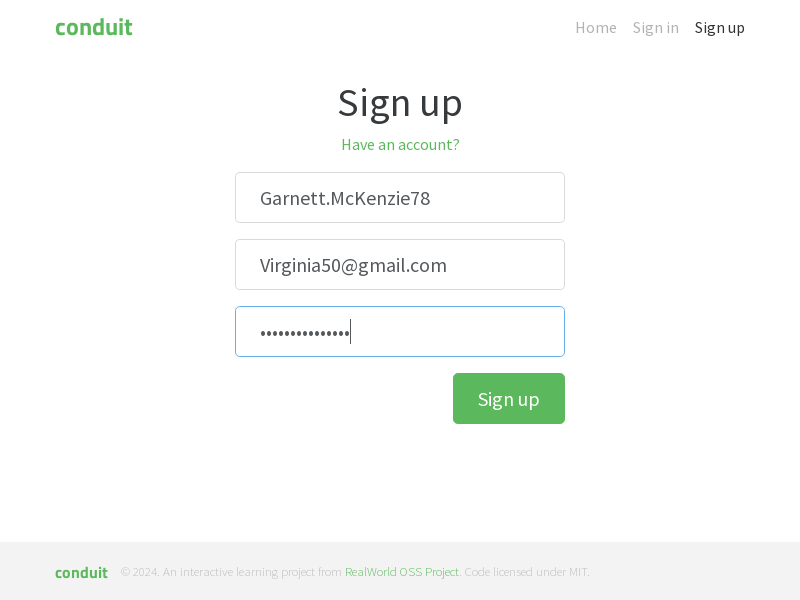 conduit
Home Sign in Sign up
Sign up
Have an account?
Garnett.McKenzie78
Virginia50@gmail.com
•••••••••••••••
Sign up
conduit © 2024. An interactive learning project from RealWorld OSS Project. Code licensed under MIT.